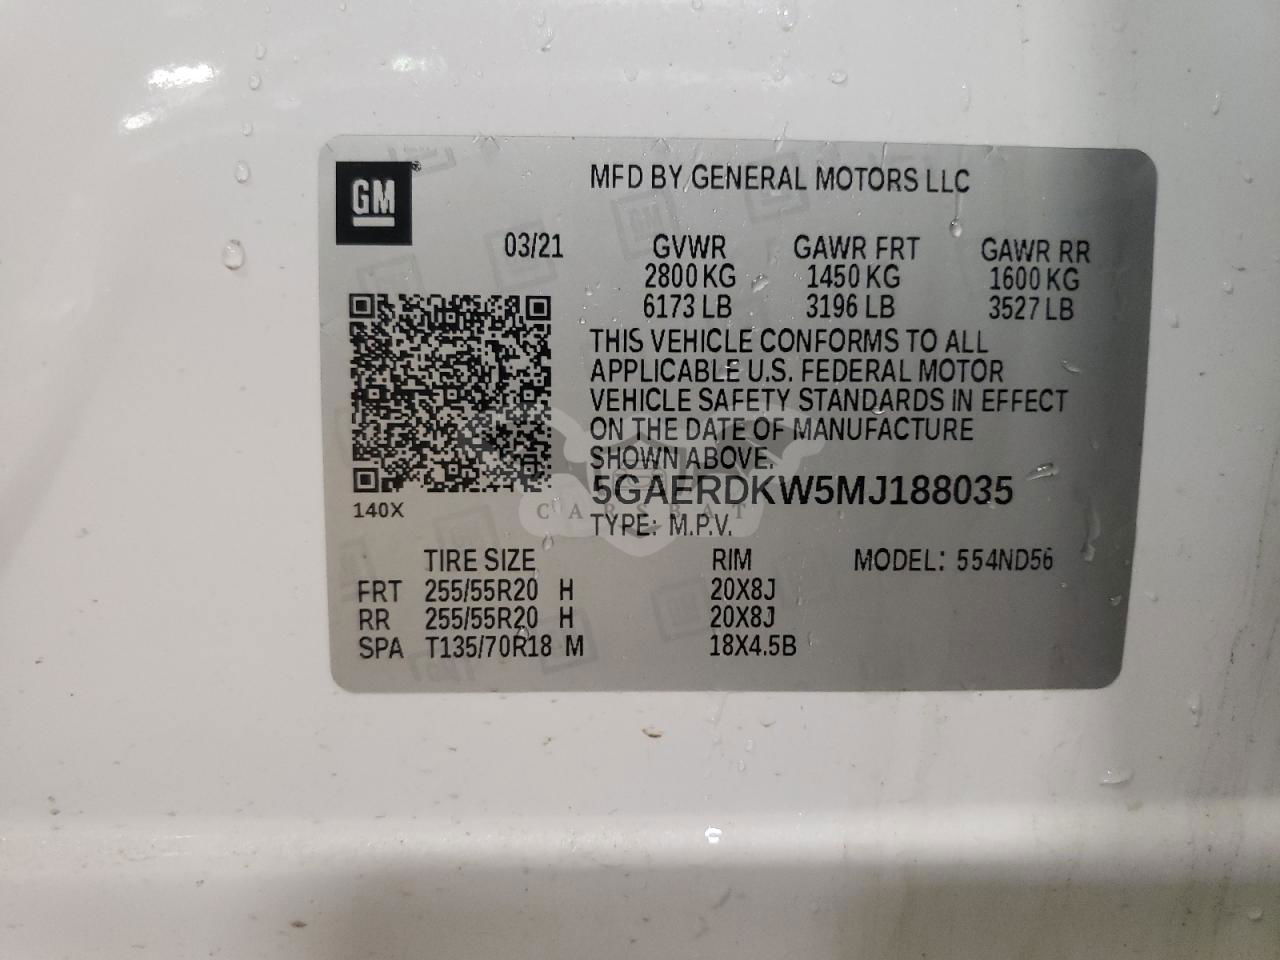 GM®
MFD BY GENERAL MOTORS LLC
03/21 GVWR GAWR FRT GAWR RR
2800 KG 1450 KG 1600 KG
6173 LB 3196 LB 3527 LB
THIS VEHICLE CONFORMS TO ALL
APPLICABLE U.S. FEDERAL MOTOR
VEHICLE SAFETY STANDARDS IN EFFECT
ON THE DATE OF MANUFACTURE
SHOWN ABOVE.
5GAERDKW5MJ188035
140X
CARSBAT
TYPE: M.P.V.
TIRE SIZE RIM MODEL: 554ND56
FRT 255/55R20 H 20X8J
RR 255/55R20 H 20X8J
SPA T135/70R18 M 18X4.5B